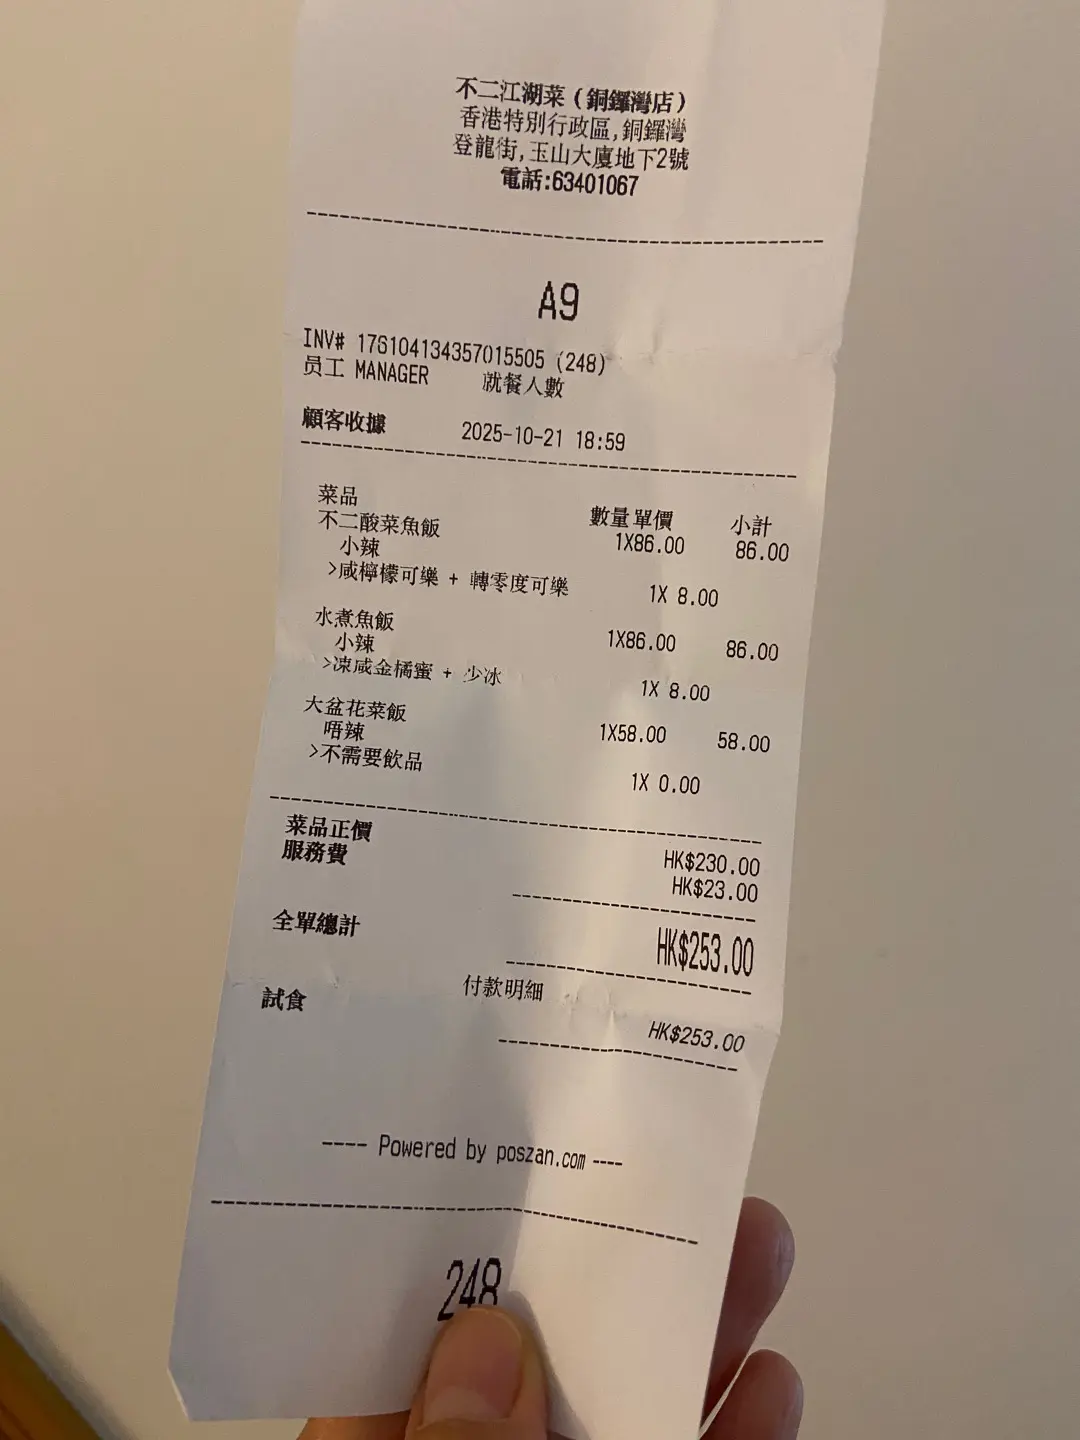 不二江湖菜(銅鑼灣店)
香港特別行政區,銅鑼灣
登龍街,玉山大廈地下2號
電話:63401067
A9
INV# 176104134357015505 (248)
员工 MANAGER 就餐人數
顧客收據 2025-10-21 18:59
菜品 數量單價 小計
不二酸菜魚飯 1X86.00 86.00
小辣
>咸檸檬可樂 + 轉零度可樂 1X 8.00
水煮魚飯 1X86.00 86.00
小辣
>凍咸金橘蜜 + 少冰 1X 8.00
大盆花菜飯 1X58.00 58.00
唔辣
>不需要飲品 1X 0.00
菜品正價 HK$230.00
服務費 HK$23.00
全單總計 HK$253.00
付款明細
試食 HK$253.00
---- Powered by poszan.com ----
248